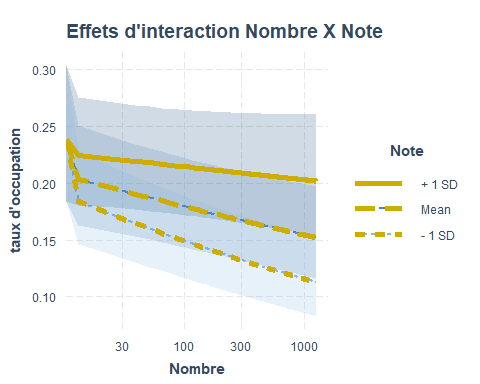 Effets d'interaction Nombre X Note
0.30
0.25
0.20
0.15
0.10
taux d'occupation
30 100 300 1000
Nombre
Note
+ 1 SD
Mean
- 1 SD